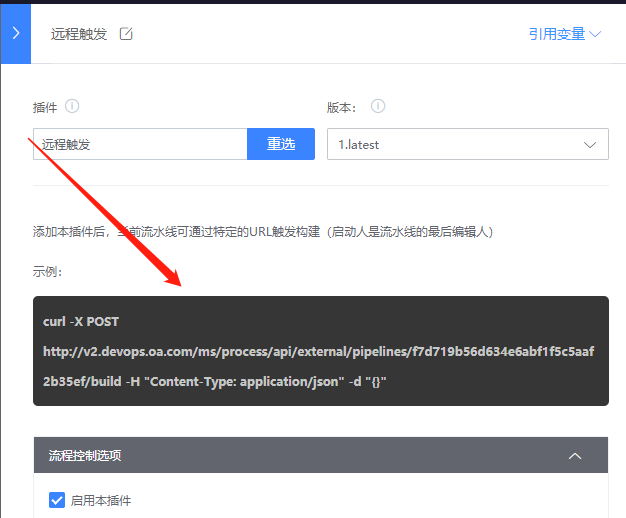 远程触发
引用变量
插件
版本:
远程触发
重选
1.latest
添加本插件后，当前流水线可通过特定的URL触发构建（启动人是流水线的最后编辑人）
示例:
curl -X POST
http://v2.devops.oa.com/ms/process/api/external/pipelines/f7d719b56d634e6abf1f5c5aaf
2b35ef/build -H "Content-Type: application/json" -d "{}"
流程控制选项
启用本插件